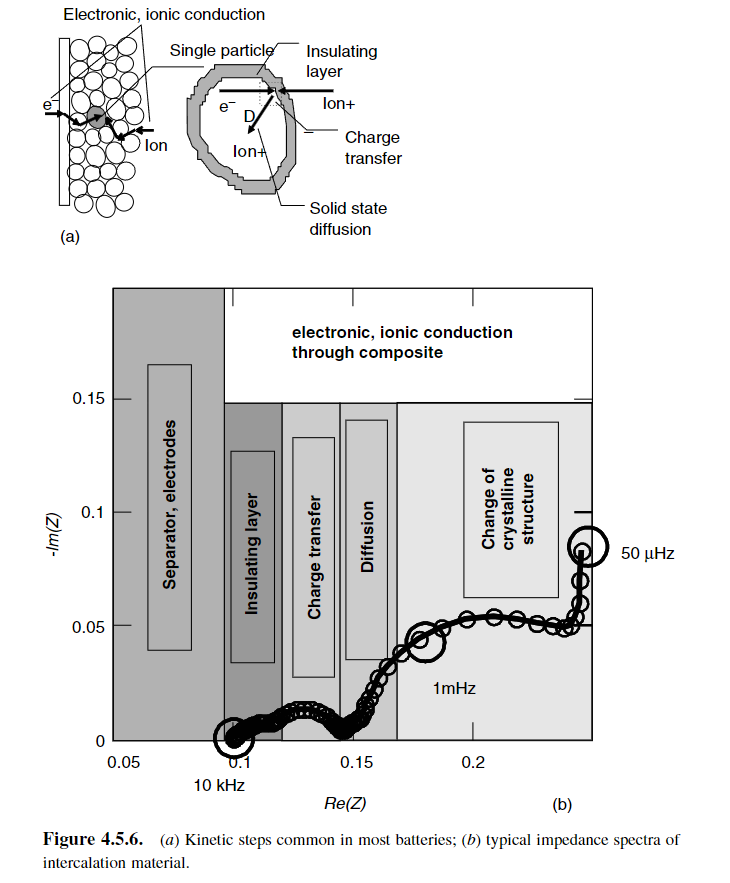 Electronic, ionic conduction
Single particle
Insulating
layer
e⁻
e⁻
Ion+
D
Charge
transfer
Ion
Ion+
Solid state
diffusion
(a)
electronic, ionic conduction
through composite
0.15
Separator, electrodes
Insulating layer
Charge transfer
Diffusion
Change of
crystalline
structure
-Im(Z)
0.1
50 μHz
0.05
1mHz
0
0.05
0.1
0.15
0.2
10 kHz
Re(Z)
(b)
Figure 4.5.6. (a) Kinetic steps common in most batteries; (b) typical impedance spectra of
intercalation material.